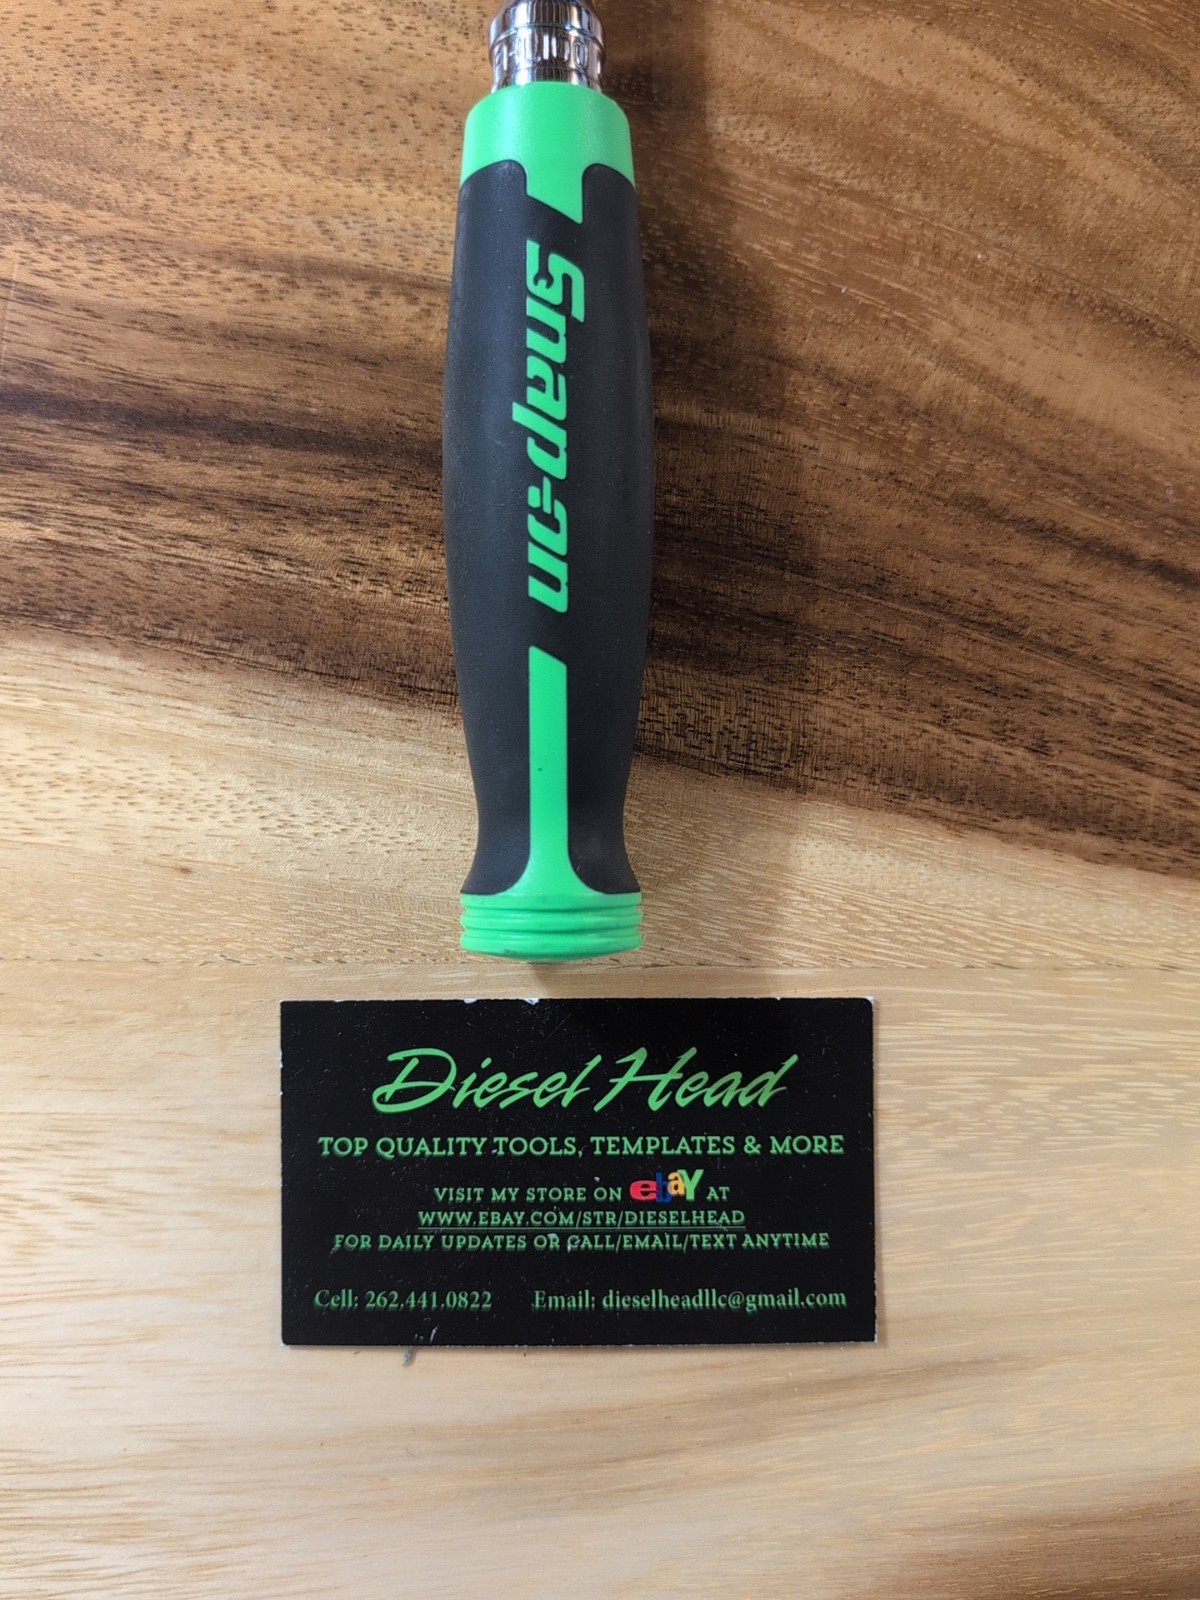 Snap-on
Diesel Head
TOP QUALITY TOOLS, TEMPLATES & MORE
VISIT MY STORE ON ebaY AT
WWW.EBAY.COM/STR/DIESELHEAD
FOR DAILY UPDATES OR CALL/EMAIL/TEXT ANYTIME
Cell: 262.441.0822 Email: dieselheadllc@gmail.com